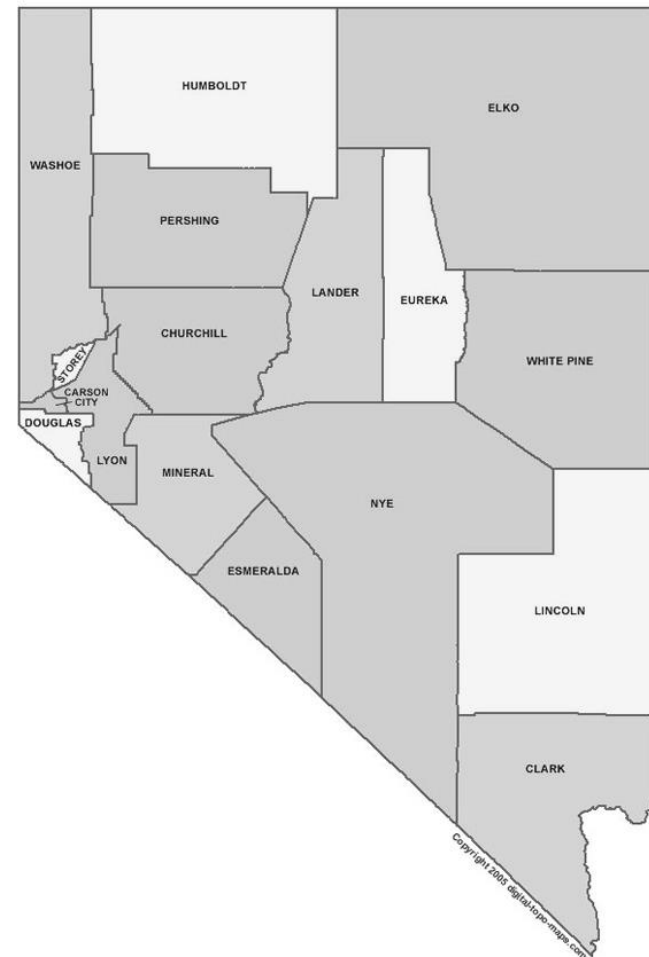 HUMBOLDT
ELKO
WASHOE
PERSHING
LANDER
EUREKA
CHURCHILL
WHITE PINE
STOREY
CARSON
CITY
DOUGLAS
LYON
MINERAL
NYE
ESMERALDA
LINCOLN
CLARK
Copyright 2005 digital-topo-maps.com